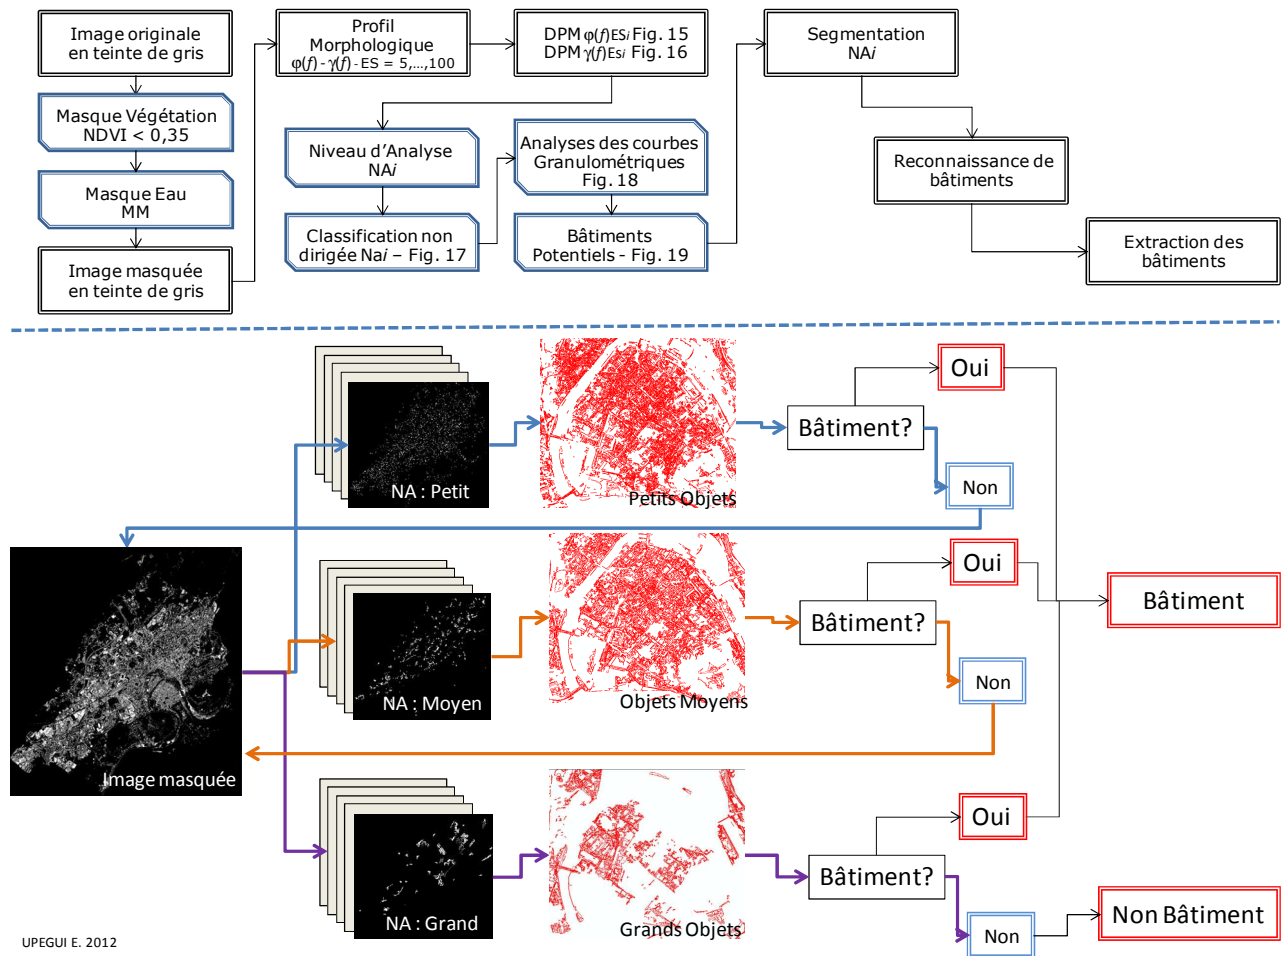 Image originale
en teinte de gris
Masque Végétation
NDVI < 0,35
Masque Eau
MM
Image masquée
en teinte de gris
Profil
Morphologique
φ(f) - γ(f) - ES = 5,...,100
DPM φ(f)ESi Fig. 15
DPM γ(f)Esi Fig. 16
Niveau d'Analyse
NAi
Classification non
dirigée Nai – Fig. 17
Analyses des courbes
Granulométriques
Fig. 18
Bâtiments
Potentiels - Fig. 19
Segmentation
NAi
Reconnaissance de
bâtiments
Extraction des
bâtiments
NA : Petit
Petits Objets
Bâtiment?
Oui
Non
Image masquée
NA : Moyen
Objets Moyens
Bâtiment?
Oui
Non
Bâtiment
NA : Grand
Grands Objets
Bâtiment?
Oui
Non
Non Bâtiment
UPEGUI E. 2012